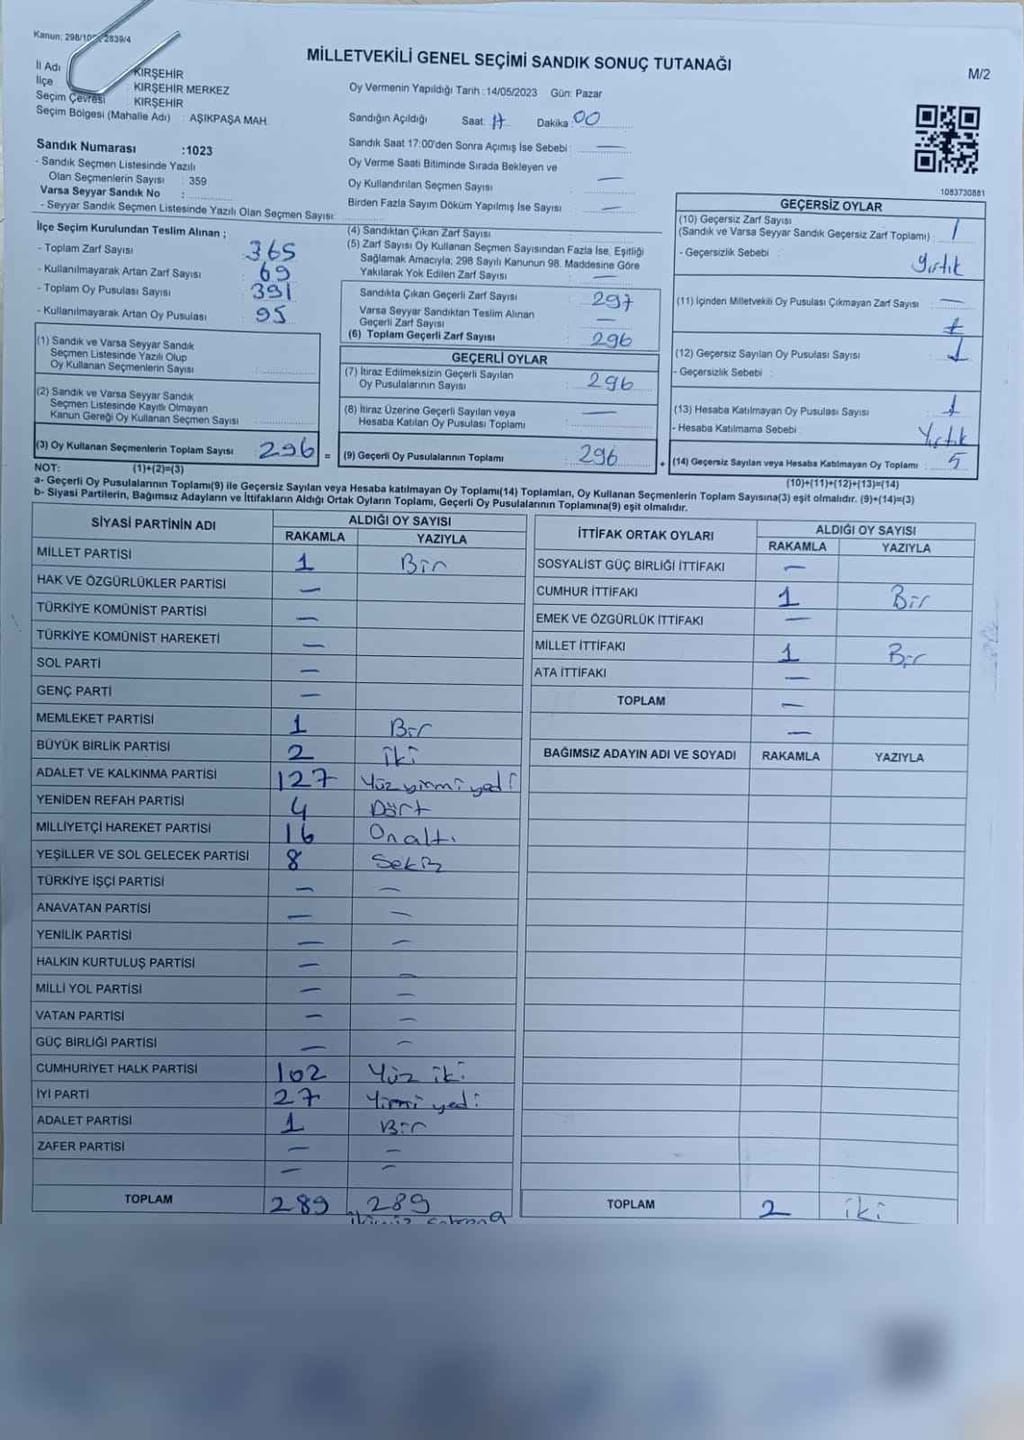 Kanun: 298/10 2839/4
MİLLETVEKİLİ GENEL SEÇİMİ SANDIK SONUÇ TUTANAĞI
M/2
İl Adı KIRŞEHİR
İlçe KIRŞEHİR MERKEZ
Seçim Çevresi KIRŞEHİR
Seçim Bölgesi (Mahalle Adı) : AŞIKPAŞA MAH.
Oy Vermenin Yapıldığı Tarih :14/05/2023 Gün: Pazar
Sandığın Açıldığı Saat: 17 Dakika: 00
Sandık Saat 17:00'den Sonra Açımış İse Sebebi : —
Oy Verme Saati Bitiminde Sırada Bekleyen ve
Oy Kullandırılan Seçmen Sayısı —
Birden Fazla Sayım Döküm Yapılmış İse Sayısı —
Sandık Numarası :1023
- Sandık Seçmen Listesinde Yazılı
Olan Seçmenlerin Sayısı : 359
Varsa Seyyar Sandık No :
- Seyyar Sandık Seçmen Listesinde Yazılı Olan Seçmen Sayısı:
1083730881
İlçe Seçim Kurulundan Teslim Alınan ;
- Toplam Zarf Sayısı 365
- Kullanılmayarak Artan Zarf Sayısı 69
- Toplam Oy Pusulası Sayısı 391
- Kullanılmayarak Artan Oy Pusulası 95
(1) Sandık ve Varsa Seyyar Sandık
Seçmen Listesinde Yazılı Olup
Oy Kullanan Seçmenlerin Sayısı
(2) Sandık ve Varsa Seyyar Sandık
Seçmen Listesinde Kayıtlı Olmayan
Kanun Gereği Oy Kullanan Seçmen Sayısı
(3) Oy Kullanan Seçmenlerin Toplam Sayısı 296 =
(4) Sandıktan Çıkan Zarf Sayısı
(5) Zarf Sayısı Oy Kullanan Seçmen Sayısından Fazla İse, Eşitliği
Sağlamak Amacıyla; 298 Sayılı Kanunun 98. Maddesine Göre
Yakılarak Yok Edilen Zarf Sayısı —
Sandıkta Çıkan Geçerli Zarf Sayısı 297
Varsa Seyyar Sandıktan Teslim Alınan
Geçerli Zarf Sayısı —
(6) Toplam Geçerli Zarf Sayısı 296
GEÇERLİ OYLAR
(7) İtiraz Edilmeksizin Geçerli Sayılan
Oy Pusulalarının Sayısı 296
(8) İtiraz Üzerine Geçerli Sayılan veya
Hesaba Katılan Oy Pusulası Toplamı —
(9) Geçerli Oy Pusulalarının Toplamı 296 +
GEÇERSİZ OYLAR
(10) Geçersiz Zarf Sayısı
(Sandık ve Varsa Seyyar Sandık Geçersiz Zarf Toplamı) : 1
- Geçersizlik Sebebi : Yırtık
(11) İçinden Milletvekili Oy Pusulası Çıkmayan Zarf Sayısı —
(12) Geçersiz Sayılan Oy Pusulası Sayısı 1
- Geçersizlik Sebebi :
(13) Hesaba Katılmayan Oy Pusulası Sayısı 1
- Hesaba Katılmama Sebebi Yırtık
(14) Geçersiz Sayılan veya Hesaba Katılmayan Oy Toplamı 5
NOT: (1)+(2)=(3)
(10)+(11)+(12)+(13)=(14)
a- Geçerli Oy Pusulalarının Toplamı(9) ile Geçersiz Sayılan veya Hesaba katılmayan Oy Toplamı(14) Toplamları, Oy Kullanan Seçmenlerin Toplam Sayısına(3) eşit olmalıdır. (9)+(14)=(3)
b- Siyasi Partilerin, Bağımsız Adayların ve İttifakların Aldığı Ortak Oyların Toplamı, Geçerli Oy Pusulalarının Toplamına(9) eşit olmalıdır.
SİYASİ PARTİNİN ADI ALDIĞI OY SAYISI
RAKAMLA YAZIYLA
MİLLET PARTİSİ 1 Bir
HAK VE ÖZGÜRLÜKLER PARTİSİ —
TÜRKİYE KOMÜNİST PARTİSİ —
TÜRKİYE KOMÜNİST HAREKETİ —
SOL PARTİ —
GENÇ PARTİ —
MEMLEKET PARTİSİ 1 Bir
BÜYÜK BİRLİK PARTİSİ 2 iki
ADALET VE KALKINMA PARTİSİ 127 Yüz yirmi yedi
YENİDEN REFAH PARTİSİ 4 Dört
MİLLİYETÇİ HAREKET PARTİSİ 16 On altı
YEŞİLLER VE SOL GELECEK PARTİSİ 8 Sekiz
TÜRKİYE İŞÇİ PARTİSİ — —
ANAVATAN PARTİSİ — —
YENİLİK PARTİSİ — —
HALKIN KURTULUŞ PARTİSİ — —
MİLLİ YOL PARTİSİ — —
VATAN PARTİSİ — —
GÜÇ BİRLİĞİ PARTİSİ — —
CUMHURİYET HALK PARTİSİ 102 Yüz iki
İYİ PARTİ 27 Yirmi yedi
ADALET PARTİSİ 1 Bir
ZAFER PARTİSİ — —
— —
TOPLAM 289 289
İTTİFAK ORTAK OYLARI ALDIĞI OY SAYISI
RAKAMLA YAZIYLA
SOSYALİST GÜÇ BİRLİĞİ İTTİFAKI —
CUMHUR İTTİFAKI 1 Bir
EMEK VE ÖZGÜRLÜK İTTİFAKI —
MİLLET İTTİFAKI 1 Bir
ATA İTTİFAKI —
TOPLAM —
—
BAĞIMSIZ ADAYIN ADI VE SOYADI RAKAMLA YAZIYLA
TOPLAM 2 iki